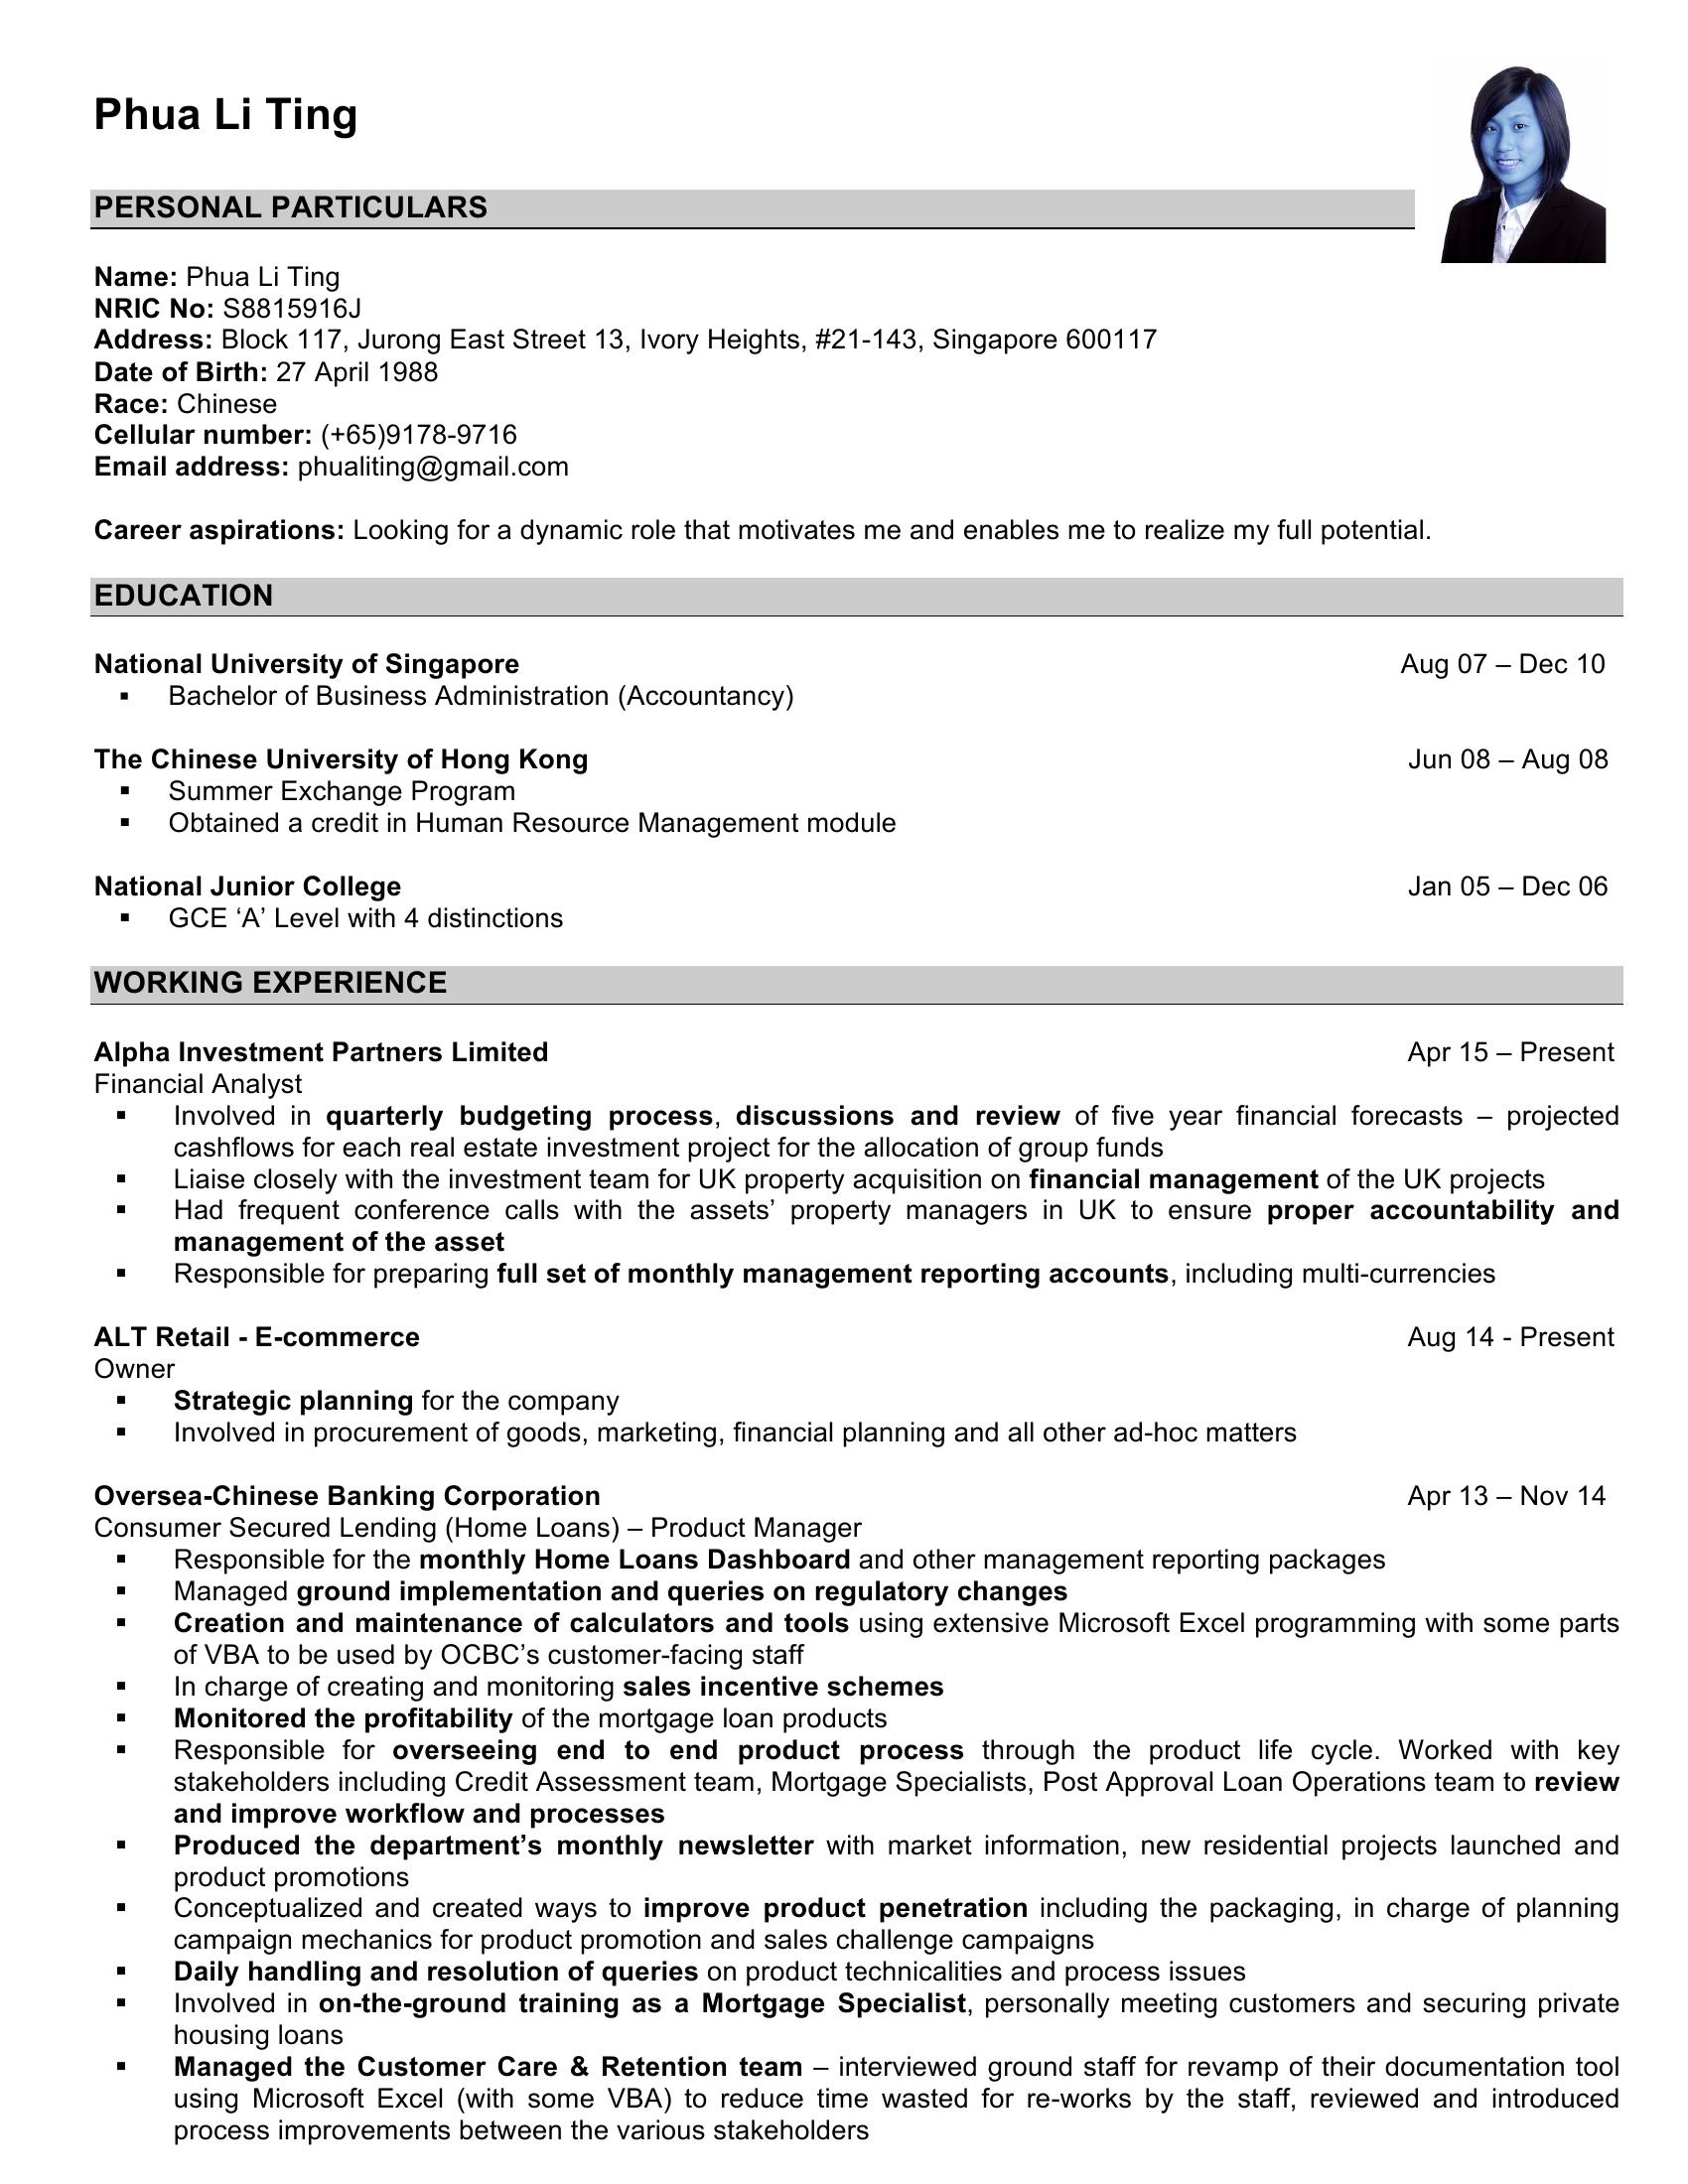 Phua Li Ting
PERSONAL PARTICULARS
Name: Phua Li Ting
NRIC No: S8815916J
Address: Block 117, Jurong East Street 13, Ivory Heights, #21-143, Singapore 600117
Date of Birth: 27 April 1988
Race: Chinese
Cellular number: (+65)9178-9716
Email address: phualiting@gmail.com
Career aspirations: Looking for a dynamic role that motivates me and enables me to realize my full potential.
EDUCATION
National University of Singapore Aug 07 – Dec 10
▪ Bachelor of Business Administration (Accountancy)
The Chinese University of Hong Kong Jun 08 – Aug 08
▪ Summer Exchange Program
▪ Obtained a credit in Human Resource Management module
National Junior College Jan 05 – Dec 06
▪ GCE ‘A’ Level with 4 distinctions
WORKING EXPERIENCE
Alpha Investment Partners Limited Apr 15 – Present
Financial Analyst
▪ Involved in quarterly budgeting process, discussions and review of five year financial forecasts – projected
cashflows for each real estate investment project for the allocation of group funds
▪ Liaise closely with the investment team for UK property acquisition on financial management of the UK projects
▪ Had frequent conference calls with the assets’ property managers in UK to ensure proper accountability and
management of the asset
▪ Responsible for preparing full set of monthly management reporting accounts, including multi-currencies
ALT Retail - E-commerce Aug 14 - Present
Owner
▪ Strategic planning for the company
▪ Involved in procurement of goods, marketing, financial planning and all other ad-hoc matters
Oversea-Chinese Banking Corporation Apr 13 – Nov 14
Consumer Secured Lending (Home Loans) – Product Manager
▪ Responsible for the monthly Home Loans Dashboard and other management reporting packages
▪ Managed ground implementation and queries on regulatory changes
▪ Creation and maintenance of calculators and tools using extensive Microsoft Excel programming with some parts
of VBA to be used by OCBC’s customer-facing staff
▪ In charge of creating and monitoring sales incentive schemes
▪ Monitored the profitability of the mortgage loan products
▪ Responsible for overseeing end to end product process through the product life cycle. Worked with key
stakeholders including Credit Assessment team, Mortgage Specialists, Post Approval Loan Operations team to review
and improve workflow and processes
▪ Produced the department’s monthly newsletter with market information, new residential projects launched and
product promotions
▪ Conceptualized and created ways to improve product penetration including the packaging, in charge of planning
campaign mechanics for product promotion and sales challenge campaigns
▪ Daily handling and resolution of queries on product technicalities and process issues
▪ Involved in on-the-ground training as a Mortgage Specialist, personally meeting customers and securing private
housing loans
▪ Managed the Customer Care & Retention team – interviewed ground staff for revamp of their documentation tool
using Microsoft Excel (with some VBA) to reduce time wasted for re-works by the staff, reviewed and introduced
process improvements between the various stakeholders